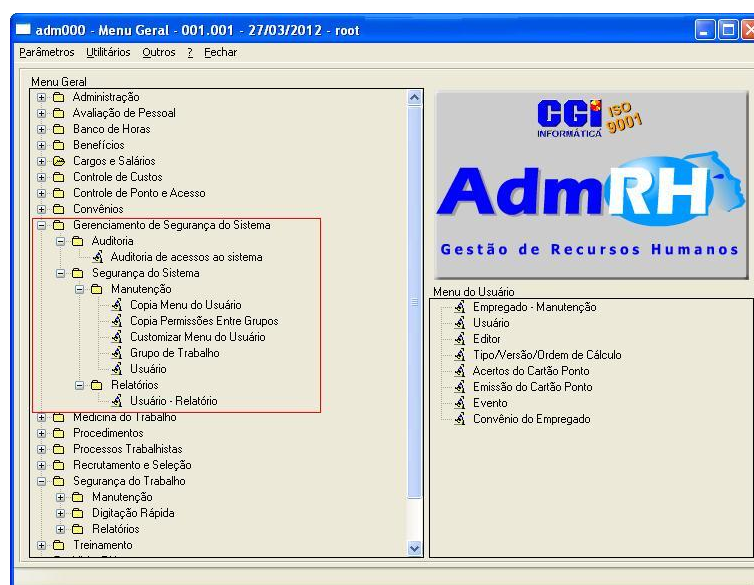 adm000 - Menu Geral - 001.001 - 27/03/2012 - root
Parâmetros Utilitários Outros ? Fechar
Menu Geral
Administração
Avaliação de Pessoal
Banco de Horas
Benefícios
Cargos e Salários
Controle de Custos
Controle de Ponto e Acesso
Convênios
Gerenciamento de Segurança do Sistema
Auditoria
Auditoria de acessos ao sistema
Segurança do Sistema
Manutenção
Copia Menu do Usuário
Copia Permissões Entre Grupos
Customizar Menu do Usuário
Grupo de Trabalho
Usuário
Relatórios
Usuário - Relatório
Medicina do Trabalho
Procedimentos
Processos Trabalhistas
Recrutamento e Seleção
Segurança do Trabalho
Manutenção
Digitação Rápida
Relatórios
Treinamento
CGI
INFORMÁTICA
ISO
9001
AdmRH
Gestão de Recursos Humanos
Menu do Usuário
Empregado - Manutenção
Usuário
Editor
Tipo/Versão/Ordem de Cálculo
Acertos do Cartão Ponto
Emissão do Cartão Ponto
Evento
Convênio do Empregado